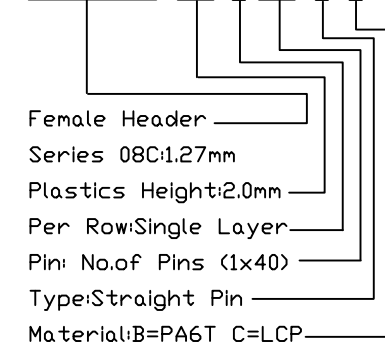 Female Header
Series 08C:1.27mm
Plastics Height:2.0mm
Per Row:Single Layer
Pin: No.of Pins (1x40)
Type:Straight Pin
Material:B=PA6T C=LCP